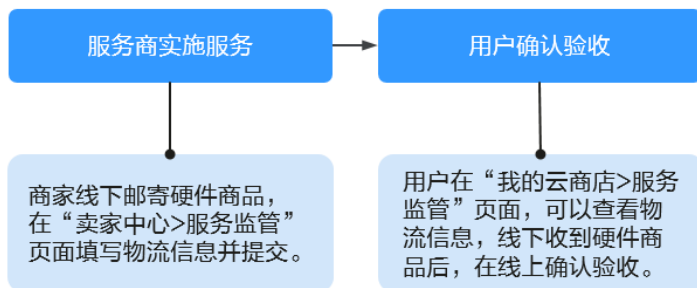 服务商实施服务
用户确认验收
商家线下邮寄硬件商品，
在“卖家中心>服务监管”
页面填写物流信息并提交。
用户在“我的云商店>服务
监管”页面，可以查看物
流信息，线下收到硬件商
品后，在线上确认验收。